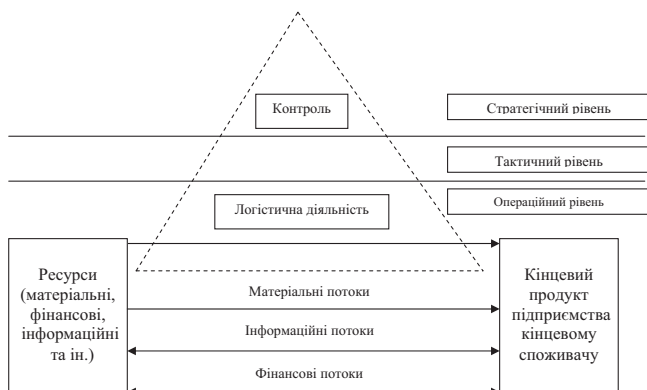 Контроль
Стратегічний рівень
Тактичний рівень
Логістична діяльність
Операційний рівень
Ресурси
(матеріальні,
фінансові,
інформаційні
та ін.)
Матеріальні потоки
Інформаційні потоки
Фінансові потоки
Кінцевий
продукт
підприємства
кінцевому
споживачу